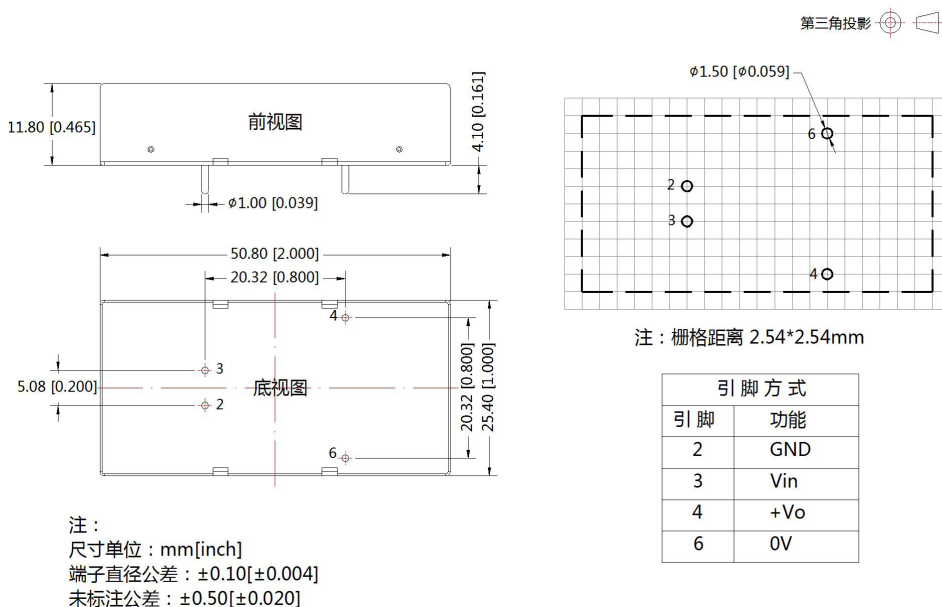 第三角投影
11.80 [0.465]
前视图
4.10 [0.161]
φ1.00 [0.039]
φ1.50 [φ0.059]
6
2
3
4
注：栅格距离 2.54*2.54mm
50.80 [2.000]
20.32 [0.800]
4
3
5.08 [0.200]
底视图
2
6
20.32 [0.800]
25.40 [1.000]
引 脚 方 式
引 脚 功能
2 GND
3 Vin
4 +Vo
6 0V
注：
尺寸单位：mm[inch]
端子直径公差：±0.10[±0.004]
未标注公差：±0.50[±0.020]